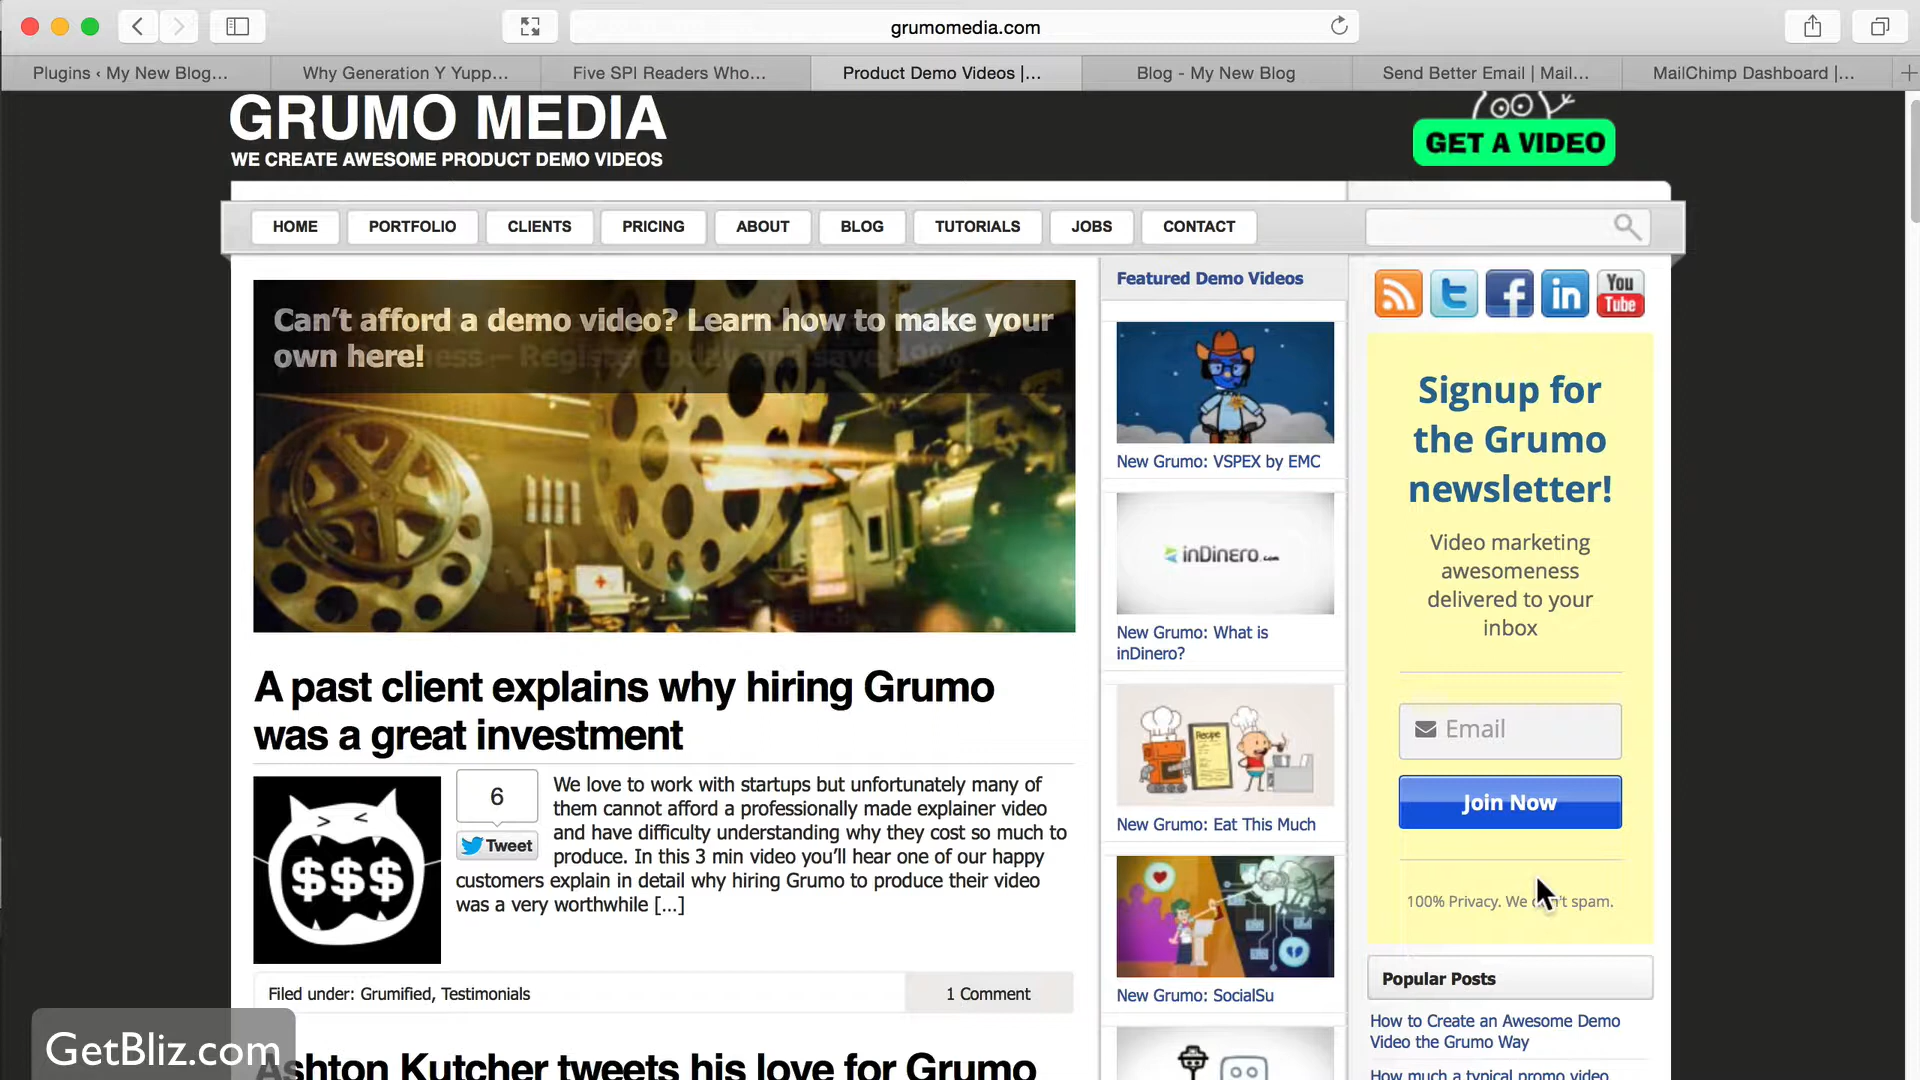 grumomedia.com
Plugins ‹ My New Blog...
Why Generation Y Yupp...
Five SPI Readers Who...
Product Demo Videos |...
Blog - My New Blog
Send Better Email | Mail...
MailChimp Dashboard |...
GRUMO MEDIA
WE CREATE AWESOME PRODUCT DEMO VIDEOS
GET A VIDEO
HOME
PORTFOLIO
CLIENTS
PRICING
ABOUT
BLOG
TUTORIALS
JOBS
CONTACT
Can't afford a demo video? Learn how to make your
own here!
A past client explains why hiring Grumo
was a great investment
$$$
6
Tweet
We love to work with startups but unfortunately many of
them cannot afford a professionally made explainer video
and have difficulty understanding why they cost so much to
produce. In this 3 min video you'll hear one of our happy
customers explain in detail why hiring Grumo to produce their video
was a very worthwhile [...]
Filed under: Grumified, Testimonials
1 Comment
Ashton Kutcher tweets his love for Grumo
Featured Demo Videos
New Grumo: VSPEX by EMC
inDinero.com
New Grumo: What is
inDinero?
Recipe
New Grumo: Eat This Much
New Grumo: SocialSu
You
Tube
Signup for
the Grumo
newsletter!
Video marketing
awesomeness
delivered to your
inbox
Email
Join Now
100% Privacy. We don't spam.
Popular Posts
How to Create an Awesome Demo
Video the Grumo Way
How much a typical promo video
GetBliz.com